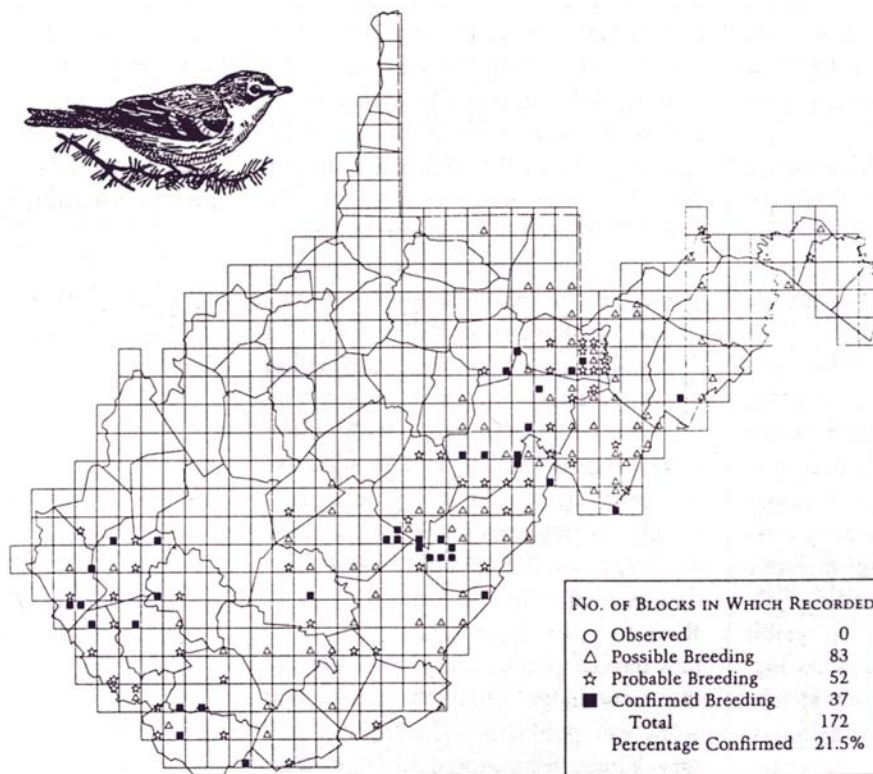 No. of Blocks in Which Recorded
○ Observed 0
△ Possible Breeding 83
☆ Probable Breeding 52
■ Confirmed Breeding 37
Total 172
Percentage Confirmed 21.5%